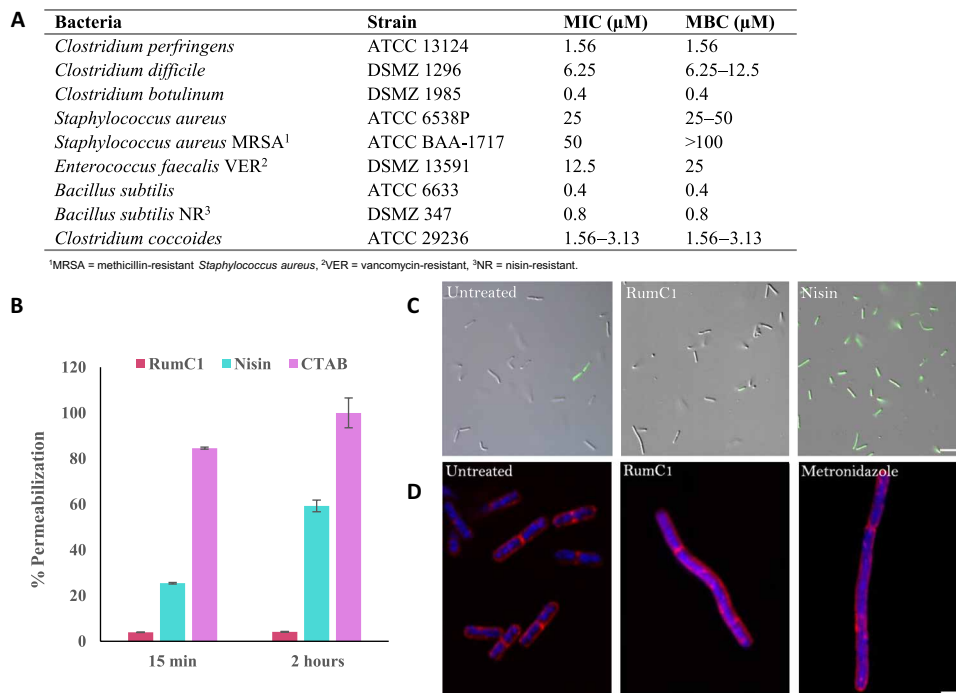 A
Bacteria Strain MIC (µM) MBC (µM)
Clostridium perfringens ATCC 13124 1.56 1.56
Clostridium difficile DSMZ 1296 6.25 6.25–12.5
Clostridium botulinum DSMZ 1985 0.4 0.4
Staphylococcus aureus ATCC 6538P 25 25–50
Staphylococcus aureus MRSA¹ ATCC BAA-1717 50 >100
Enterococcus faecalis VER² DSMZ 13591 12.5 25
Bacillus subtilis ATCC 6633 0.4 0.4
Bacillus subtilis NR³ DSMZ 347 0.8 0.8
Clostridium coccoides ATCC 29236 1.56–3.13 1.56–3.13
¹MRSA = methicillin-resistant Staphylococcus aureus, ²VER = vancomycin-resistant, ³NR = nisin-resistant.
B
RumC1 Nisin CTAB
% Permeabilization
120
100
80
60
40
20
0
15 min 2 hours
C
Untreated RumC1 Nisin
D
Untreated RumC1 Metronidazole